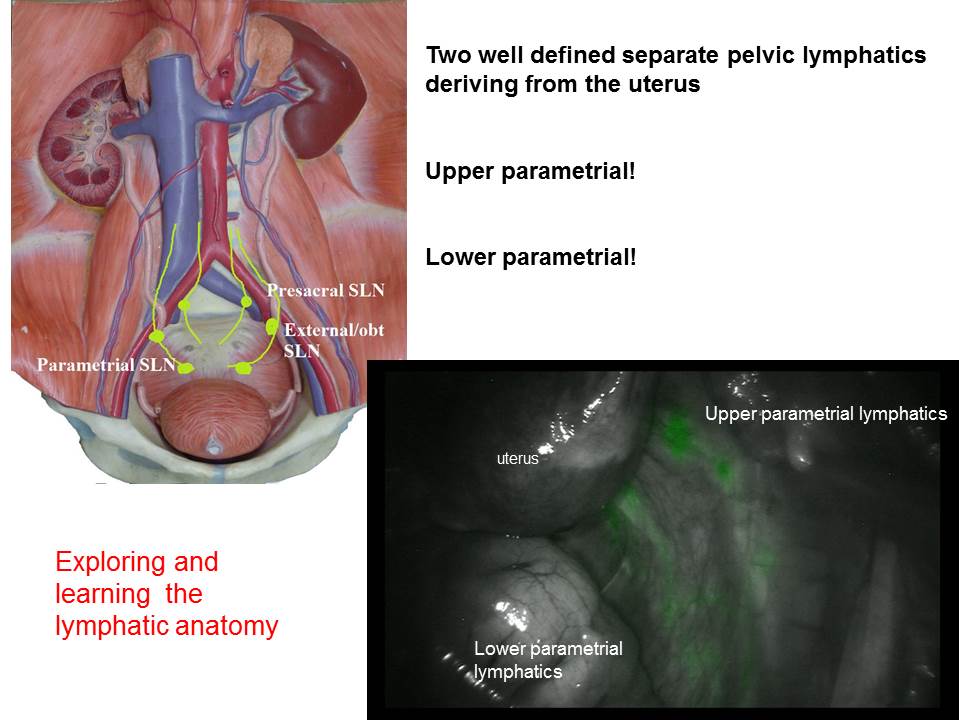 Two well defined separate pelvic lymphatics
deriving from the uterus
Upper parametrial!
Lower parametrial!
Presacral SLN
External/obt
SLN
Parametrial SLN
Upper parametrial lymphatics
uterus
Lower parametrial
lymphatics
Exploring and
learning the
lymphatic anatomy